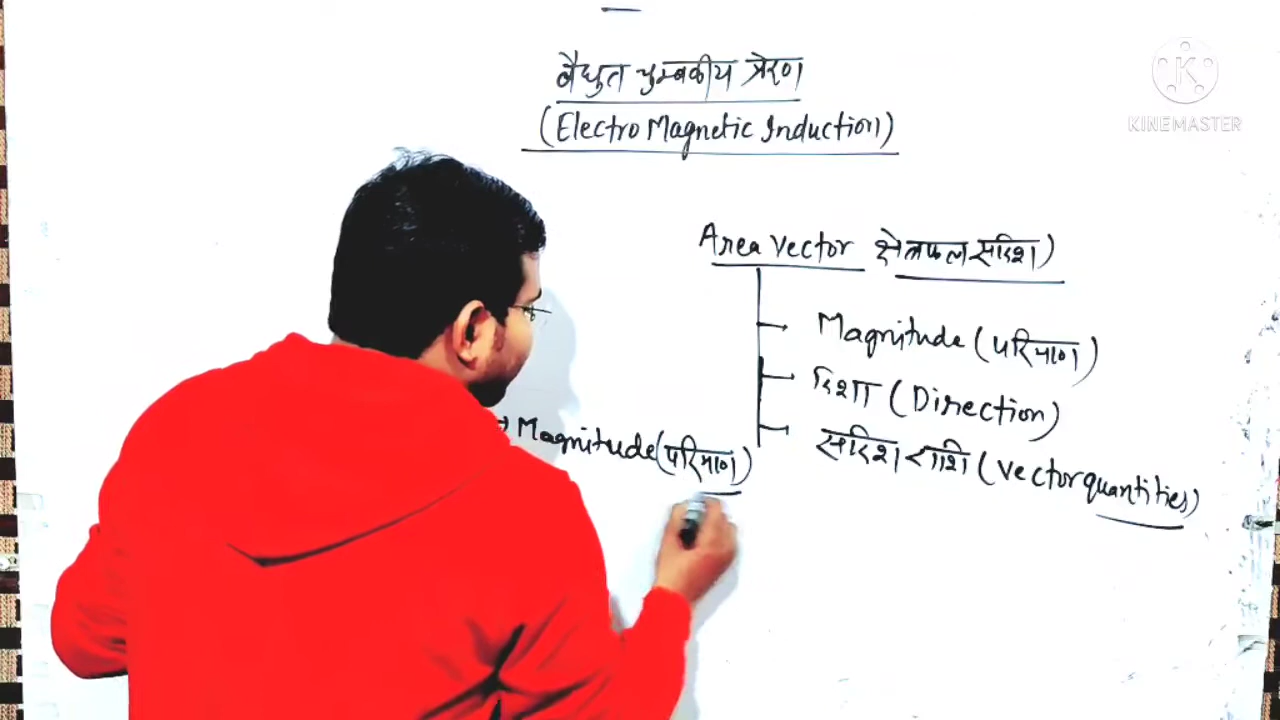 वैधुत चुम्बकीय प्रेरण
(Electro Magnetic Induction)
KINEMASTER
Area Vector क्षेत्रफल सदिश)
Magnitude (परिमाण)
दिशा (Direction)
सदिश राशि (Vector quantities)
→ Magnitude (परिमाण)